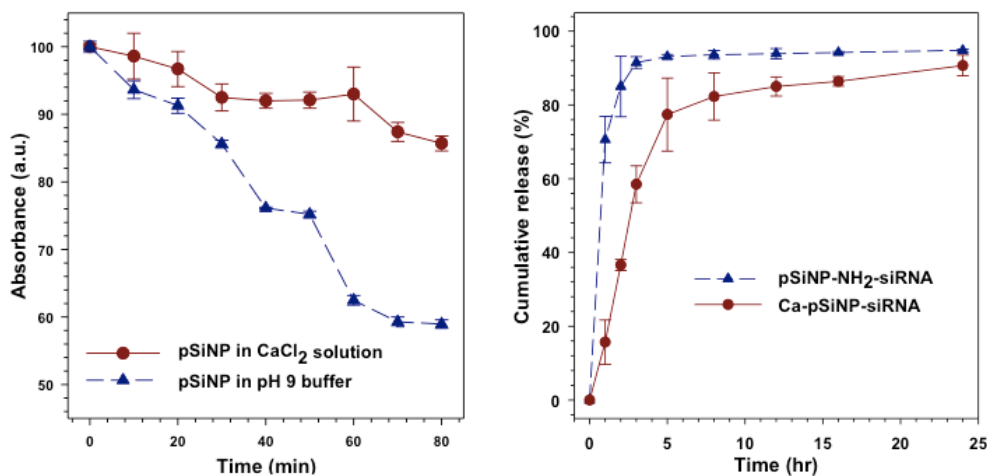 Absorbance (a.u.)
100
90
80
70
60
50
pSiNP in CaCl2 solution
pSiNP in pH 9 buffer
0
20
40
60
80
Time (min)
Cumulative release (%)
100
80
60
40
20
0
pSiNP-NH2-siRNA
Ca-pSiNP-siRNA
0
5
10
15
20
25
Time (hr)